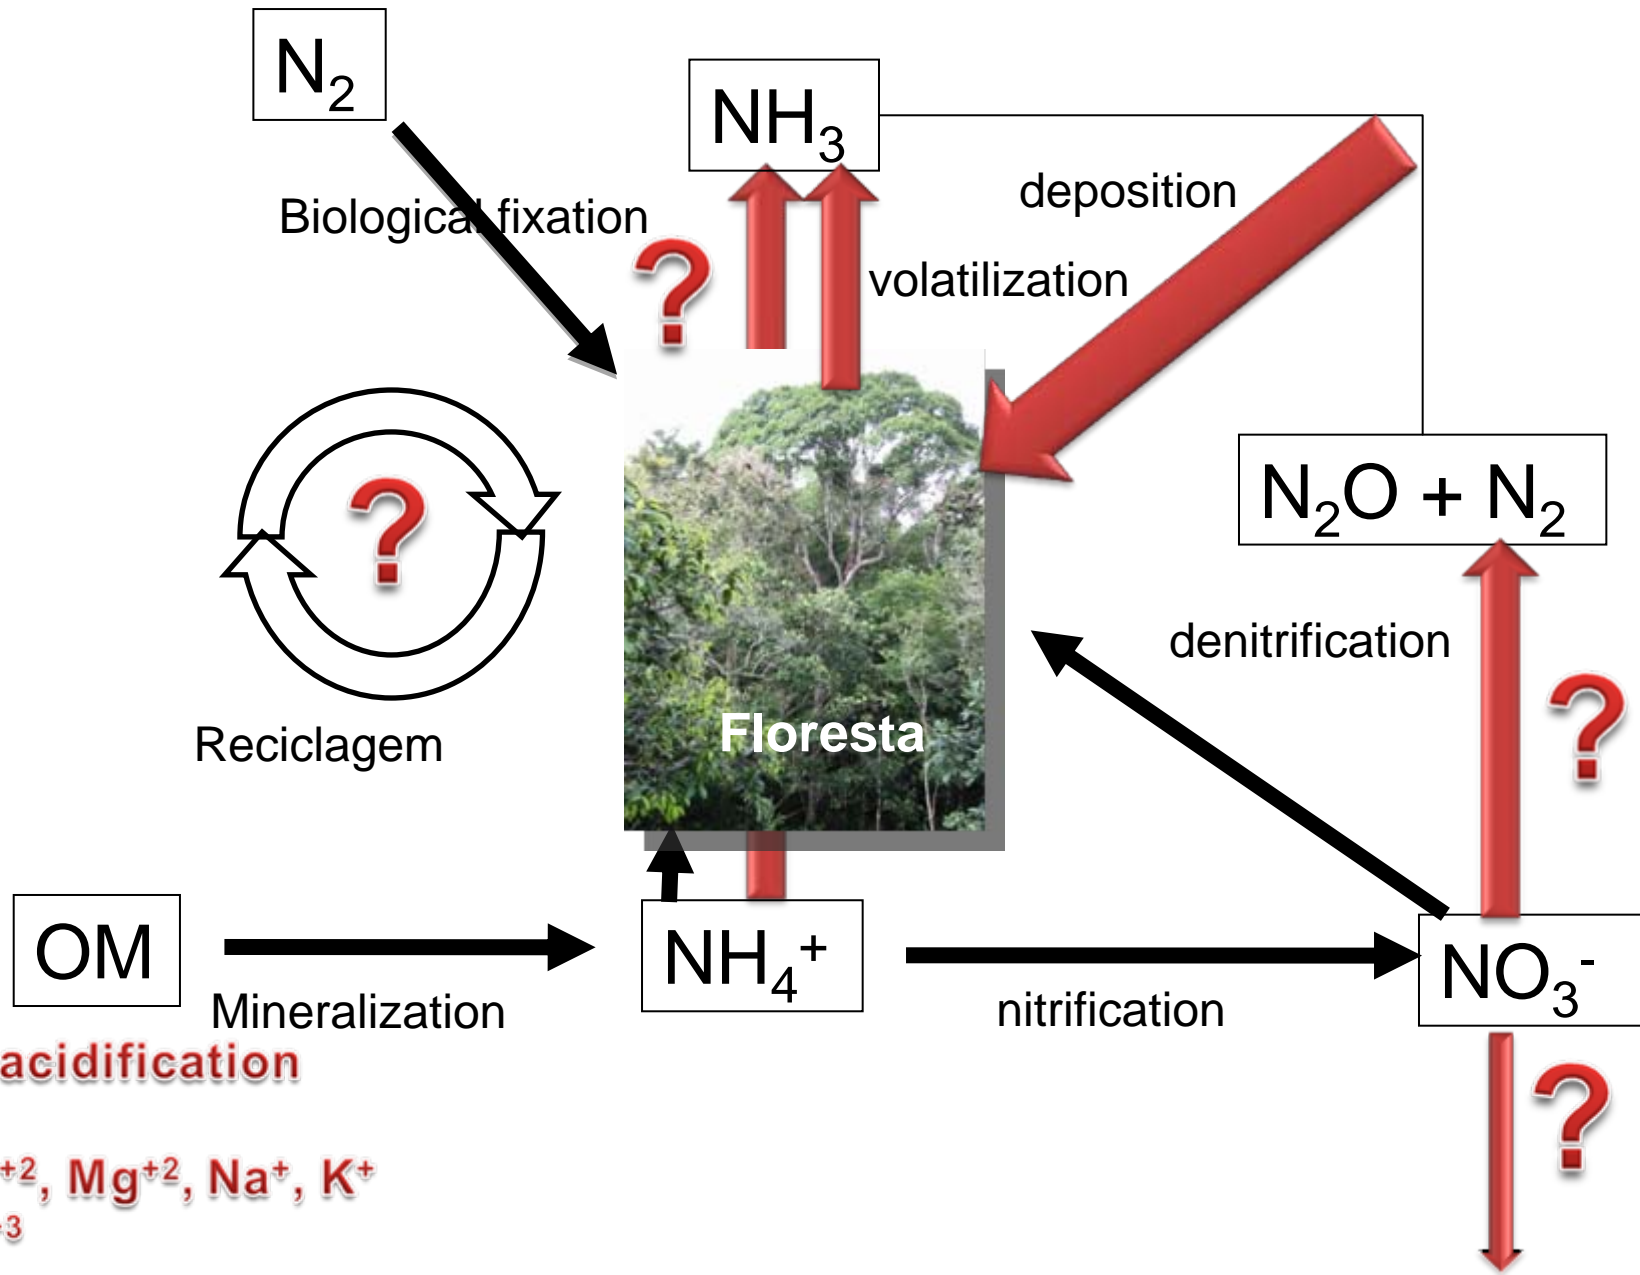 N₂
NH₃
Biological fixation
deposition
?
volatilization
?
N₂O + N₂
denitrification
?
Floresta
Reciclagem
OM
NH₄⁺
NO₃⁻
Mineralization
nitrification
acidification
?
⁺², Mg⁺², Na⁺, K⁺
³